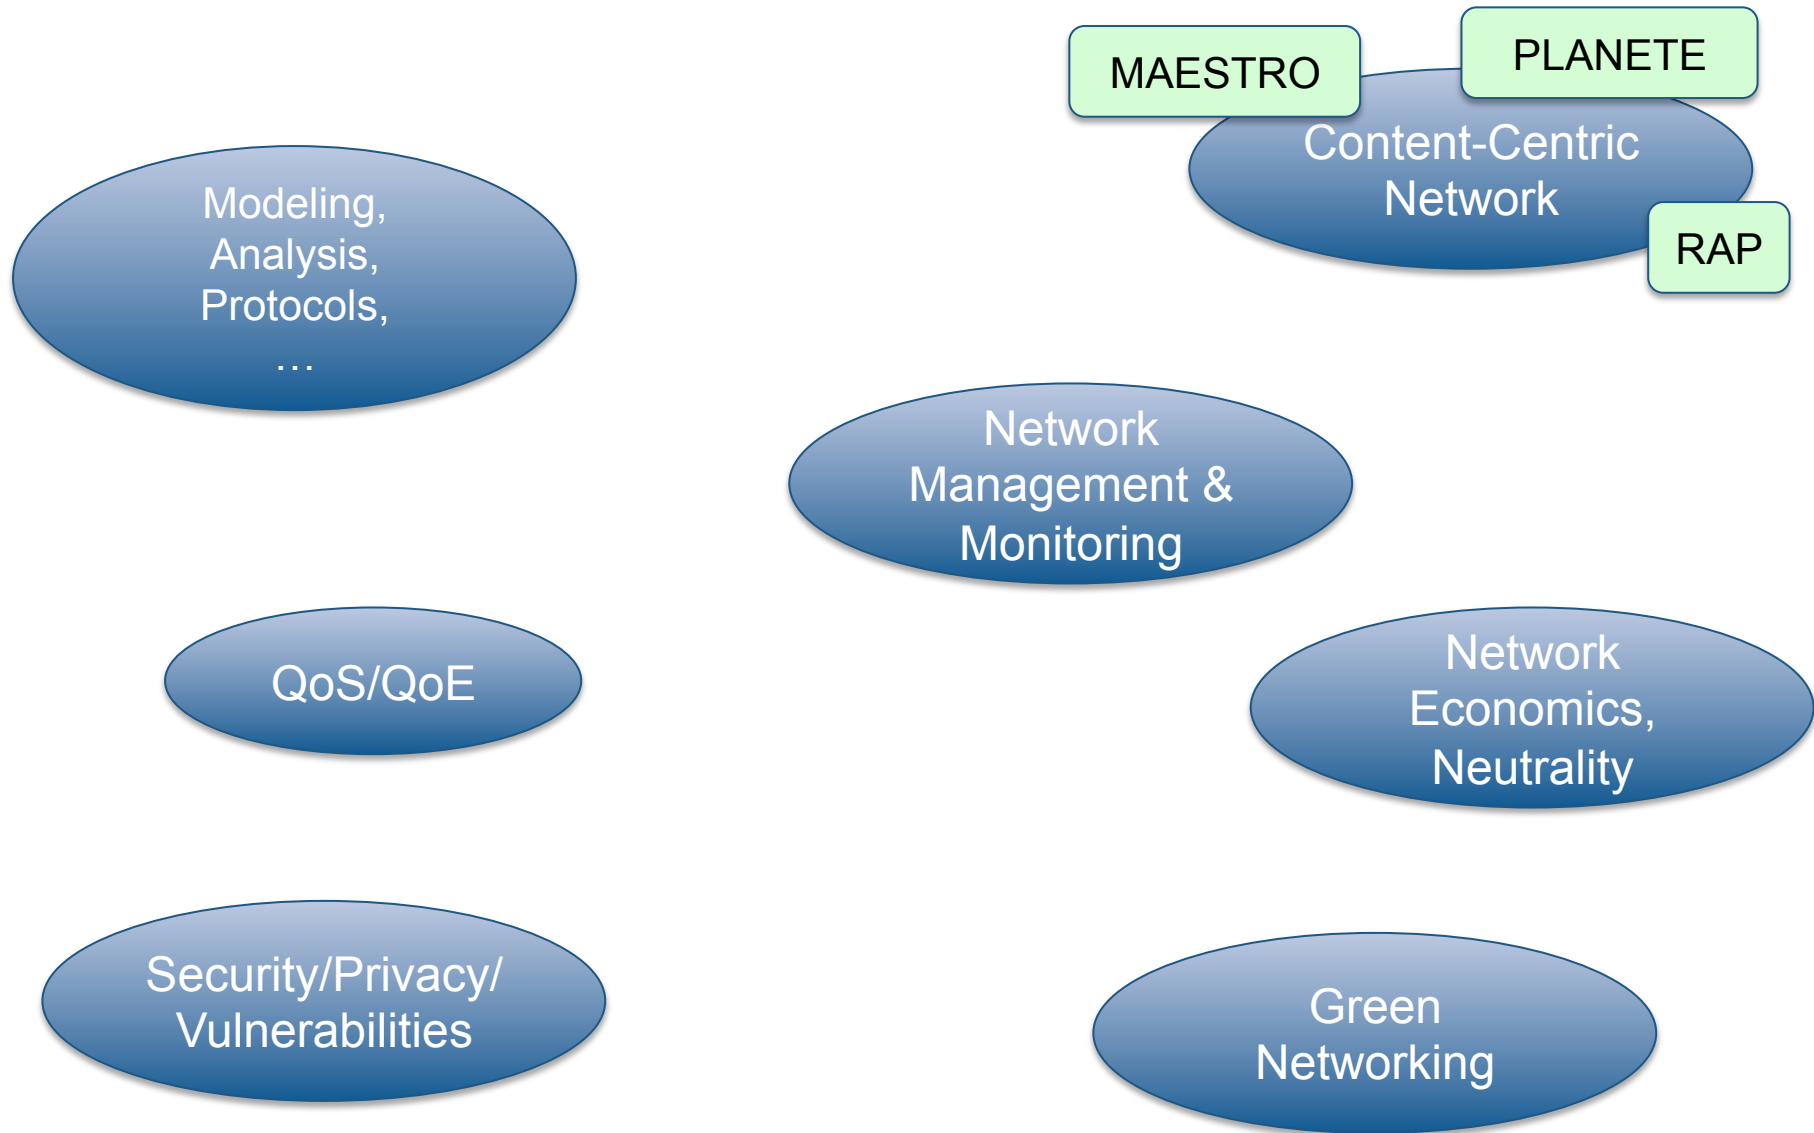 MAESTRO
PLANETE
Content-Centric
Network
RAP
Modeling,
Analysis,
Protocols,
…
Network
Management &
Monitoring
QoS/QoE
Network
Economics,
Neutrality
Security/Privacy/
Vulnerabilities
Green
Networking